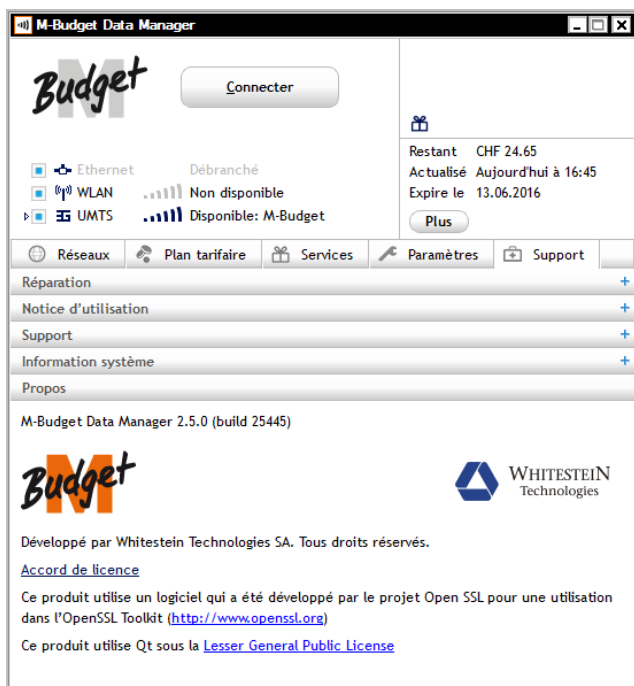 M-Budget Data Manager
M Budget
Connecter
Restant CHF 24.65
Actualisé Aujourd'hui à 16:45
Expire le 13.06.2016
Plus
Ethernet Débranché
WLAN Non disponible
UMTS Disponible: M-Budget
Réseaux Plan tarifaire Services Paramètres Support
Réparation
Notice d'utilisation
Support
Information système
Propos
M-Budget Data Manager 2.5.0 (build 25445)
M Budget
WHITESTEIN
Technologies
Développé par Whitestein Technologies SA. Tous droits réservés.
Accord de licence
Ce produit utilise un logiciel qui a été développé par le projet Open SSL pour une utilisation
dans l'OpenSSL Toolkit (http://www.openssl.org)
Ce produit utilise Qt sous la Lesser General Public License